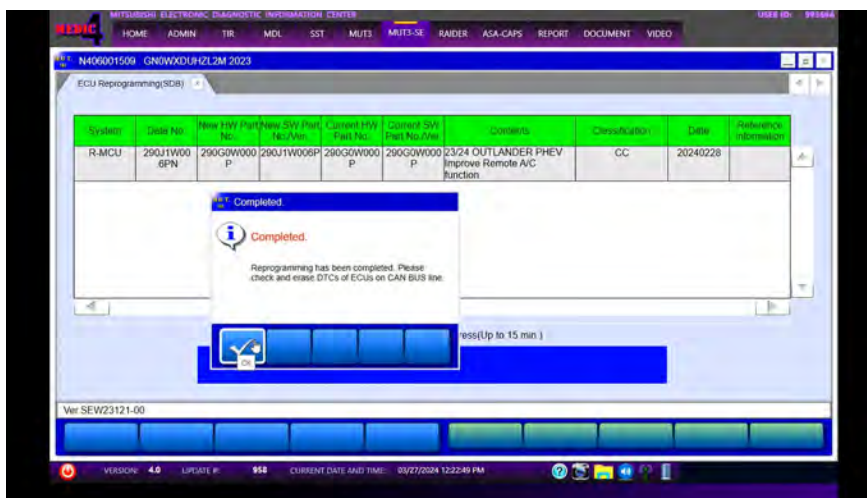 MITSUBISHI ELECTRONIC DIAGNOSTIC INFORMATION CENTER
USER ID:
MEDIC 4
HOME ADMIN TIR MDL SST MUT3 MUT3-SE RAIDER ASA-CAPS REPORT DOCUMENT VIDEO
N406001509 GN0WXDUHZL2M 2023
ECU Reprogramming(SDB)
System Data No. New HW Part No. New SW Part No./Ver. Current HW Part No. Current SW Part No./Ver. Contents Classification Date Reference Information
R-MCU 290J1W006PN 290G0W000P 290J1W006P 290G0W000P 290G0W000P 23/24 OUTLANDER PHEV CC 20240228
Improve Remote A/C
function
Completed.
Completed.
Reprogramming has been completed. Please
check and erase DTCs of ECUs on CAN BUS line.
ress(Up to 15 min )
OK
Ver.SEW23121-00
VERSION: 4.0 UPDATE #: 958 CURRENT DATE AND TIME: 03/27/2024 12:22:49 PM